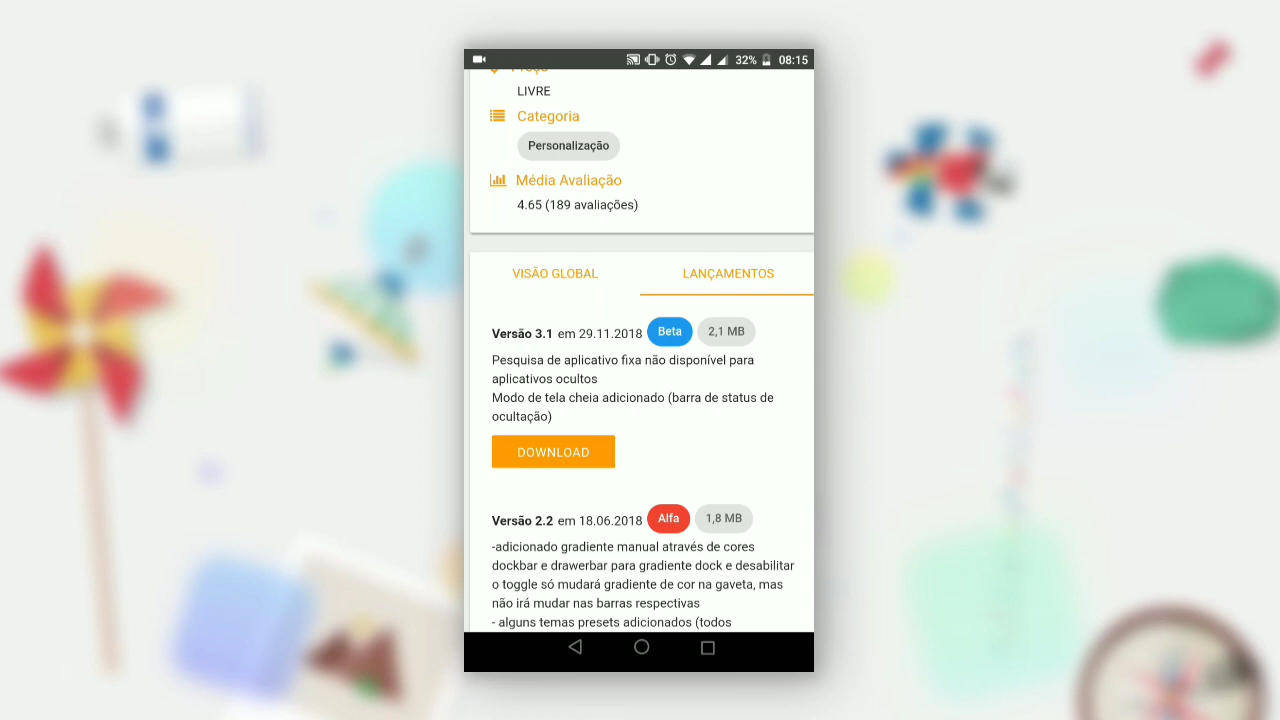 32% 08:15
Preço
LIVRE
Categoria
Personalização
Média Avaliação
4.65 (189 avaliações)
VISÃO GLOBAL LANÇAMENTOS
Versão 3.1 em 29.11.2018 Beta 2,1 MB
Pesquisa de aplicativo fixa não disponível para
aplicativos ocultos
Modo de tela cheia adicionado (barra de status de
ocultação)
DOWNLOAD
Versão 2.2 em 18.06.2018 Alfa 1,8 MB
-adicionado gradiente manual através de cores
dockbar e drawerbar para gradiente dock e desabilitar
o toggle só mudará gradiente de cor na gaveta, mas
não irá mudar nas barras respectivas
- alguns temas presets adicionados (todos